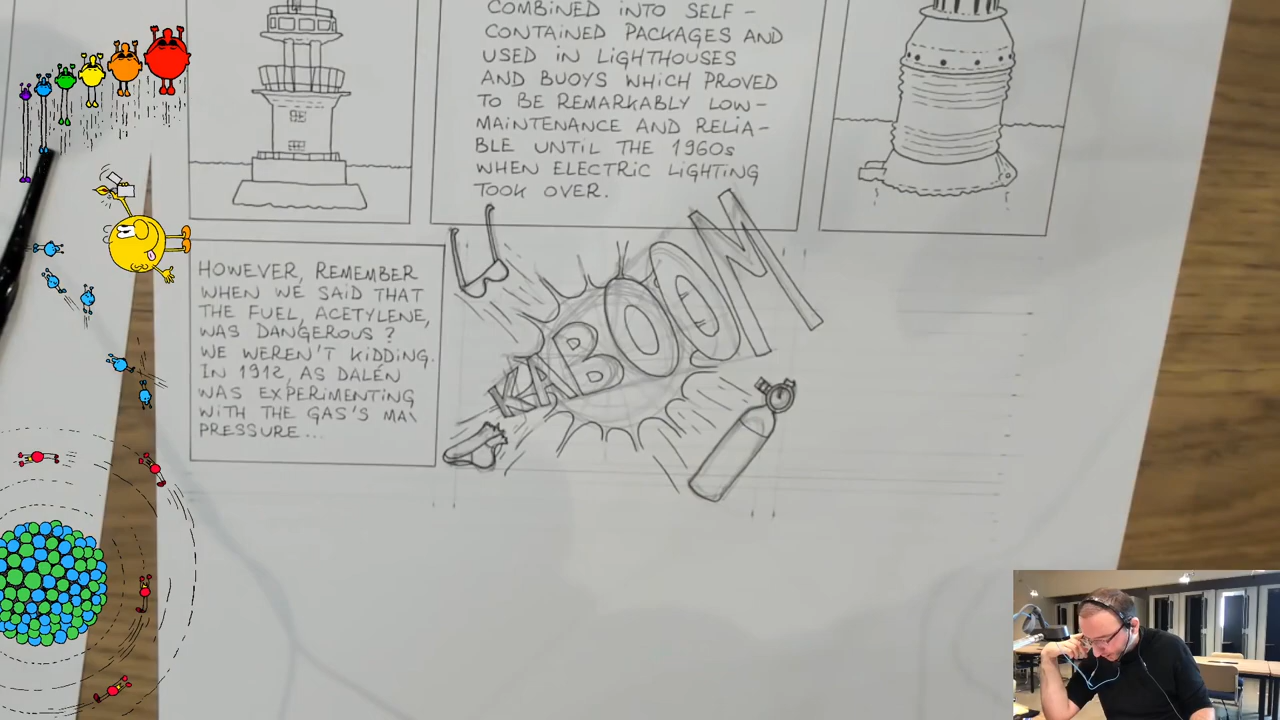 COMBINED INTO SELF-
CONTAINED PACKAGES AND
USED IN LIGHTHOUSES
AND BUOYS WHICH PROVED
TO BE REMARKABLY LOW-
MAINTENANCE AND RELIA-
BLE UNTIL THE 1960s
WHEN ELECTRIC LIGHTING
TOOK OVER.
HOWEVER, REMEMBER
WHEN WE SAID THAT
THE FUEL, ACETYLENE,
WAS DANGEROUS?
WE WEREN'T KIDDING.
IN 1912, AS DALÉN
WAS EXPERIMENTING
WITH THE GAS'S
PRESSURE...
KABOOM